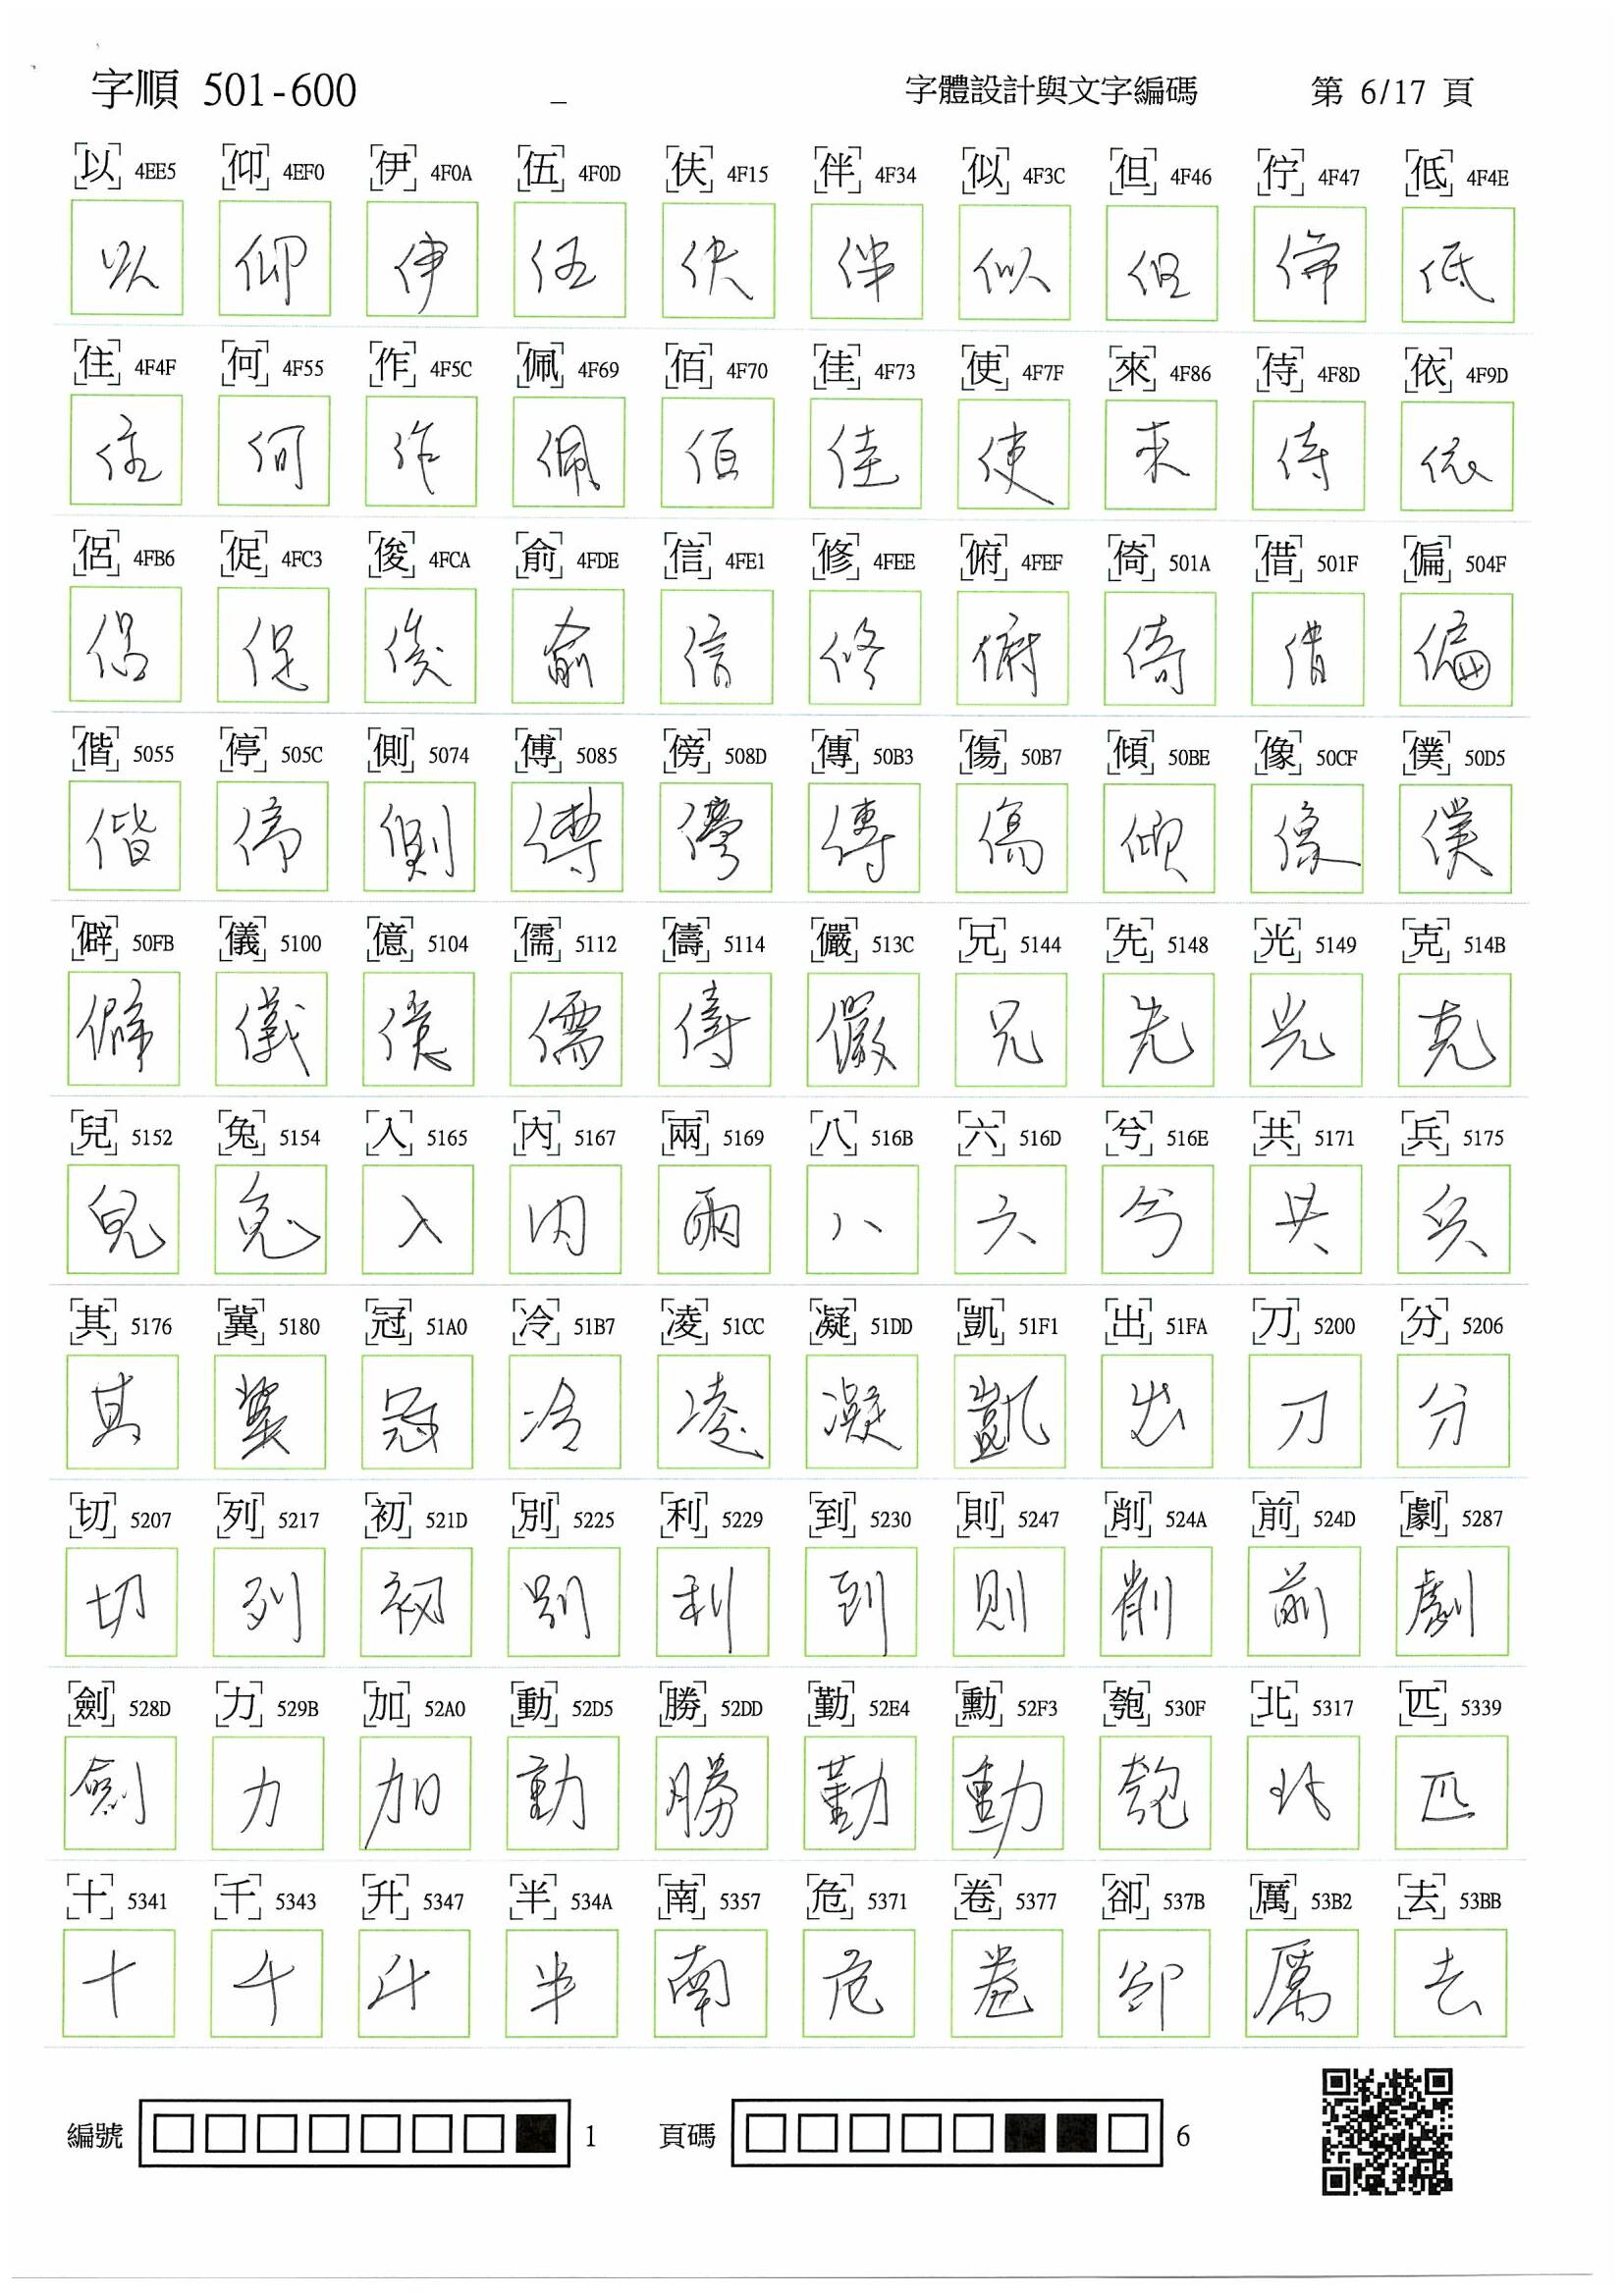 字順 501-600 _ 字體設計與文字編碼 第 6/17 頁
以 4EE5 仰 4EF0 伊 4F0A 伍 4F0D 伕 4F15 伴 4F34 似 4F3C 但 4F46 佇 4F47 低 4F4E
以 仰 伊 伍 伕 伴 似 但 佇 低
住 4F4F 何 4F55 作 4F5C 佩 4F69 佰 4F70 佳 4F73 使 4F7F 來 4F86 侍 4F8D 依 4F9D
住 何 作 佩 佰 佳 使 來 侍 依
侶 4FB6 促 4FC3 俊 4FCA 俞 4FDE 信 4FE1 修 4FEE 俯 4FEF 倚 501A 借 501F 偏 504F
侶 促 俊 俞 信 修 俯 倚 借 偏
偕 5055 停 505C 側 5074 傅 5085 傍 508D 傳 50B3 傷 50B7 傾 50BE 像 50CF 僕 50D5
偕 停 側 傅 傍 傳 傷 傾 像 僕
僻 50FB 儀 5100 億 5104 儒 5112 儔 5114 儼 513C 兄 5144 先 5148 光 5149 克 514B
僻 儀 億 儒 儔 儼 兄 先 光 克
兒 5152 兔 5154 入 5165 內 5167 兩 5169 八 516B 六 516D 兮 516E 共 5171 兵 5175
兒 兔 入 內 兩 八 六 兮 共 兵
其 5176 冀 5180 冠 51A0 冷 51B7 凌 51CC 凝 51DD 凱 51F1 出 51FA 刀 5200 分 5206
其 冀 冠 冷 凌 凝 凱 出 刀 分
切 5207 列 5217 初 521D 別 5225 利 5229 到 5230 則 5247 削 524A 前 524D 劇 5287
切 列 初 別 利 到 則 削 前 劇
劍 528D 力 529B 加 52A0 動 52D5 勝 52DD 勤 52E4 勳 52F3 匏 530F 北 5317 匹 5339
劍 力 加 動 勝 勤 動 匏 北 匹
十 5341 千 5343 升 5347 半 534A 南 5357 危 5371 卷 5377 卻 537B 厲 53B2 去 53BB
十 千 升 半 南 危 卷 卻 厲 去
編號 1 頁碼 6